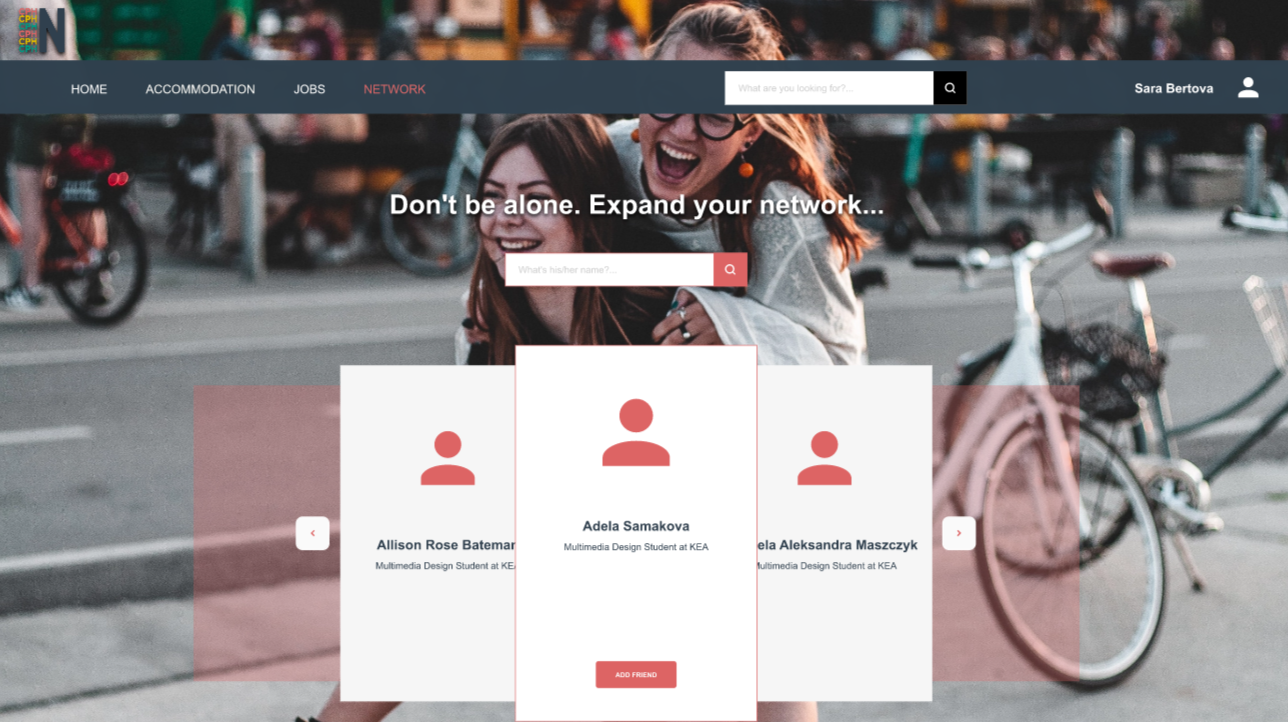 CPH
CPH
CPH
CPH
CPH
N
HOME
ACCOMMODATION
JOBS
NETWORK
What are you looking for?...
Sara Bertova
Don't be alone. Expand your network...
What's his/her name?...
Allison Rose Bateman
Multimedia Design Student at KEA
Adela Samakova
Multimedia Design Student at KEA
ADD FRIEND
ela Aleksandra Maszczyk
Multimedia Design Student at KEA